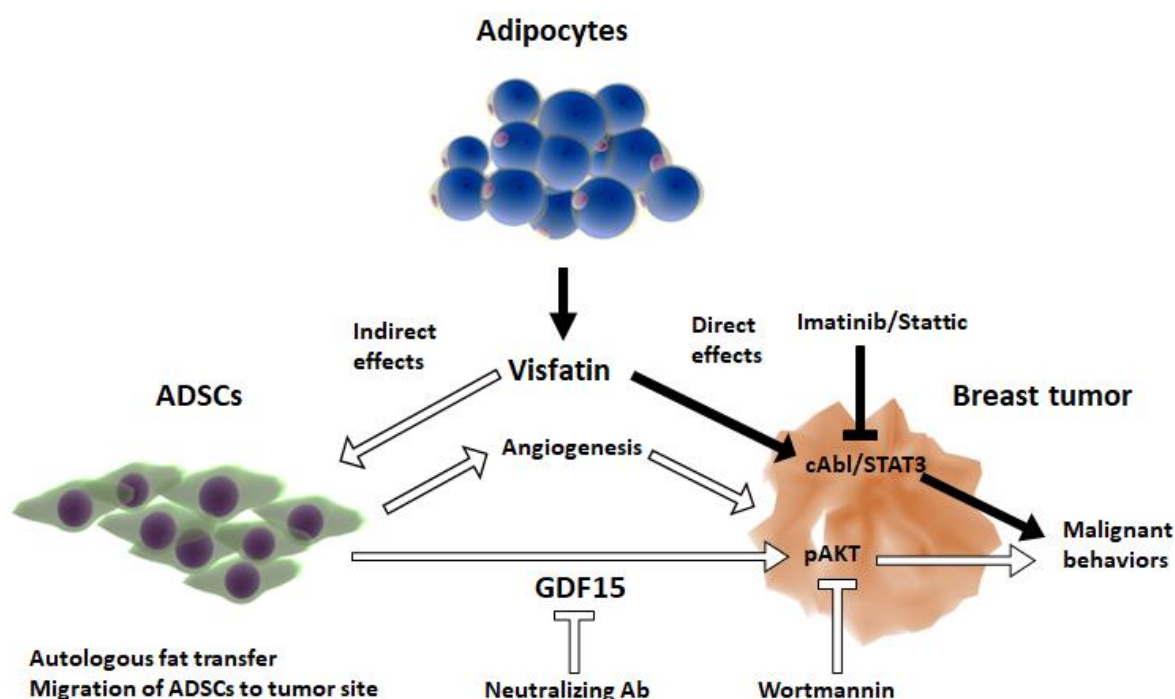 Adipocytes
Indirect
effects
Direct
effects
Imatinib/Stattic
Visfatin
ADSCs
Breast tumor
Angiogenesis
cAbl/STAT3
Malignant
behaviors
pAKT
GDF15
Autologous fat transfer
Migration of ADSCs to tumor site
Neutralizing Ab
Wortmannin